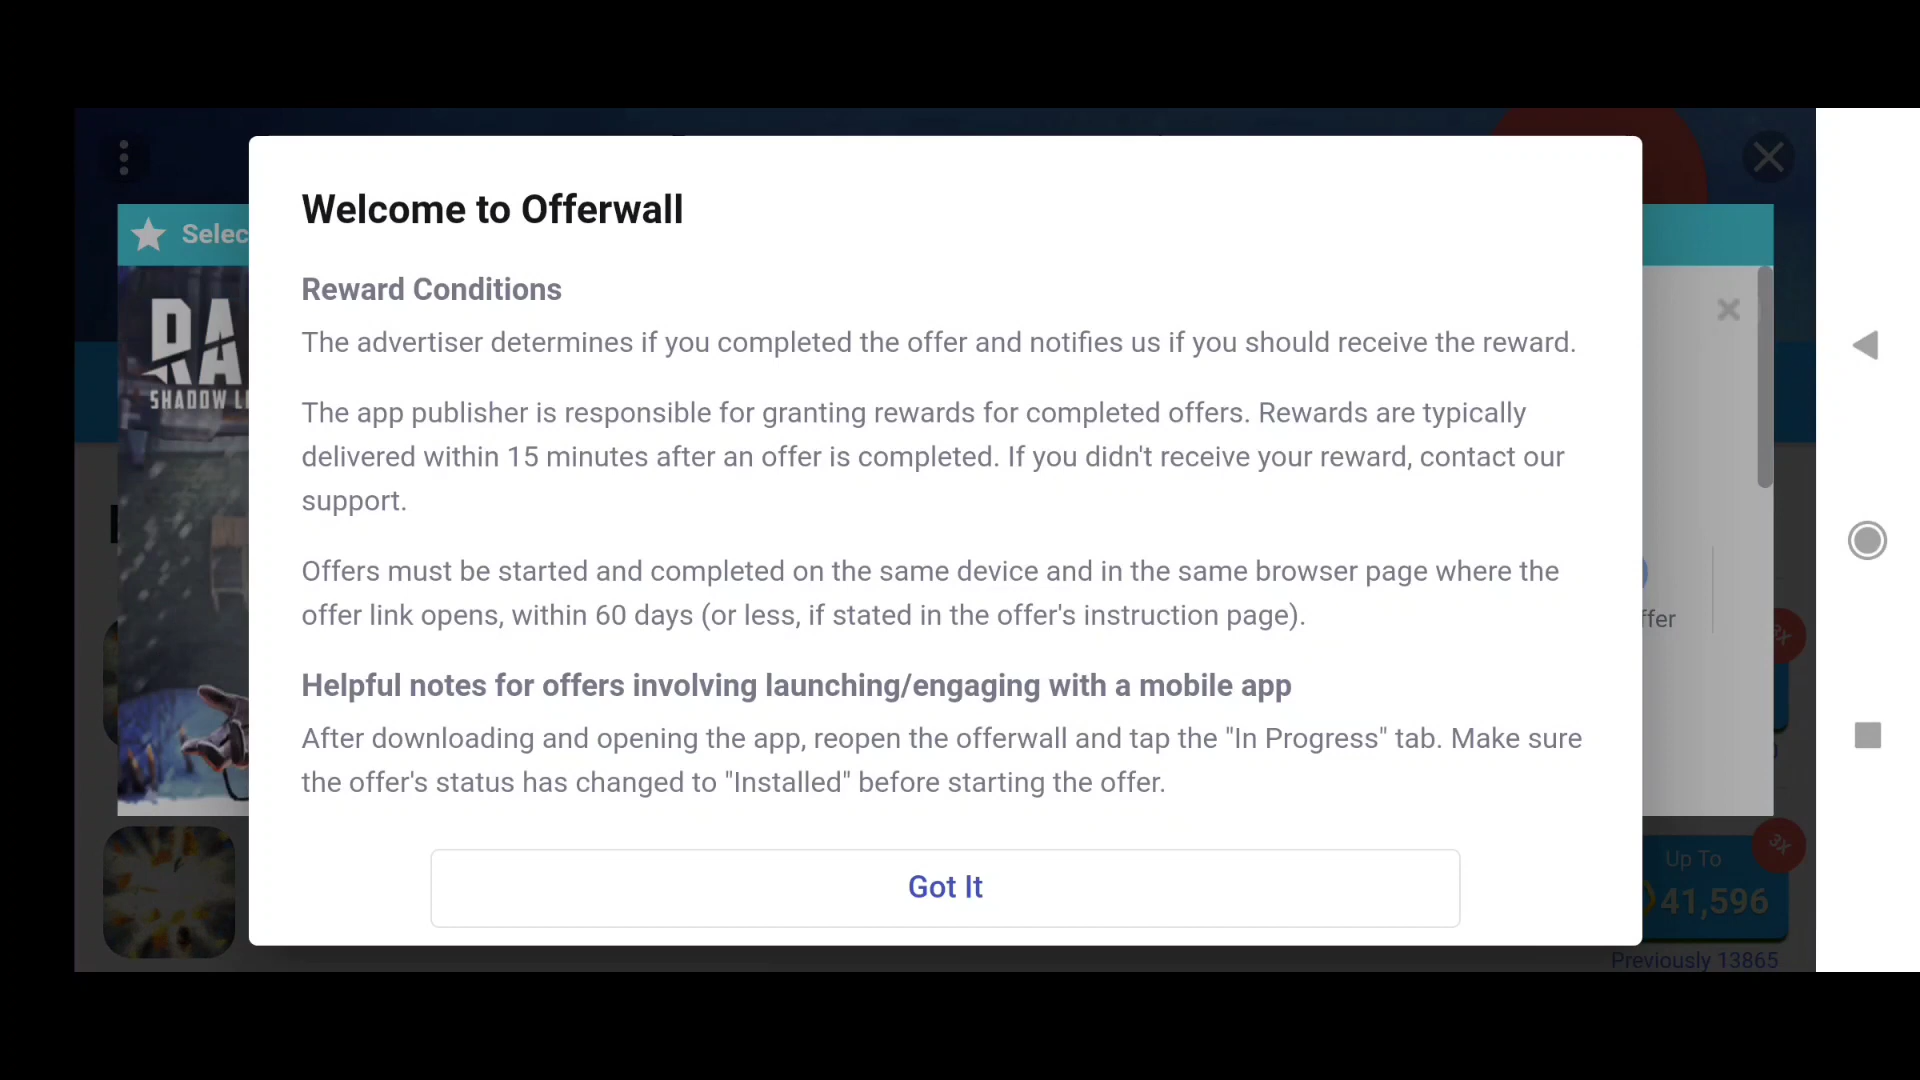 Welcome to Offerwall
Selec
Reward Conditions
The advertiser determines if you completed the offer and notifies us if you should receive the reward.
RA
SHADOW LE
The app publisher is responsible for granting rewards for completed offers. Rewards are typically
delivered within 15 minutes after an offer is completed. If you didn't receive your reward, contact our
support.
Offers must be started and completed on the same device and in the same browser page where the
offer link opens, within 60 days (or less, if stated in the offer's instruction page).
ffer
Helpful notes for offers involving launching/engaging with a mobile app
After downloading and opening the app, reopen the offerwall and tap the "In Progress" tab. Make sure
the offer's status has changed to "Installed" before starting the offer.
Got It
3X
Up To
41,596
Previously 13865